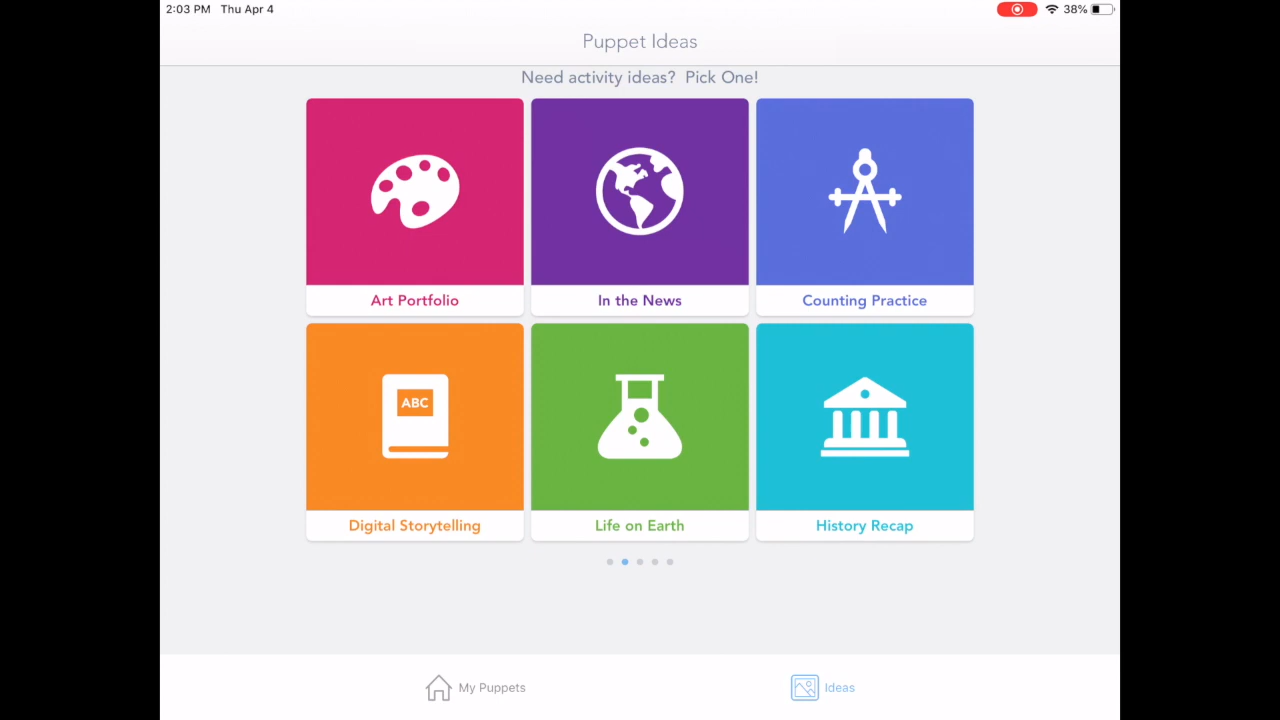 2:03 PM Thu Apr 4
38%
Puppet Ideas
Need activity ideas? Pick One!
Art Portfolio
In the News
Counting Practice
ABC
Digital Storytelling
Life on Earth
History Recap
My Puppets
Ideas